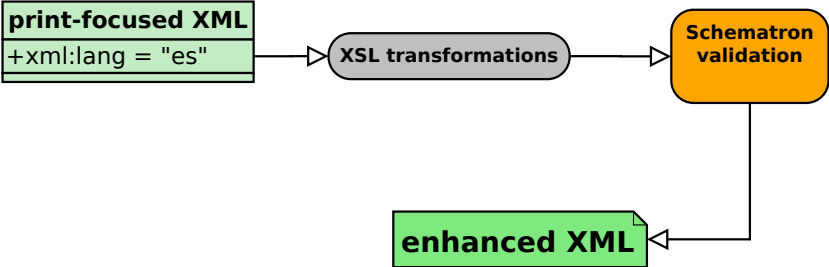 print-focused XML
+xml:lang = "es"
XSL transformations
Schematron
validation
enhanced XML